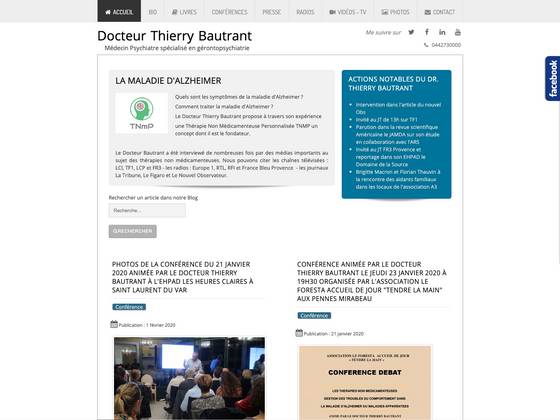 ACCUEIL BIO LIVRES CONFÉRENCES PRESSE RADIOS VIDÉOS - TV PHOTOS CONTACT
Docteur Thierry Bautrant
Médecin Psychiatre spécialisé en gérontopsychiatrie
Me suivre sur
0442730000
facebook
LA MALADIE D'ALZHEIMER
TNmP
Quels sont les symptômes de la maladie d'Alzheimer ?
Comment traiter la maladie d'Alzheimer ?
Le Docteur Thierry Bautrant propose à travers son expérience
une Thérapie Non Médicamenteuse Personnalisée TNMP un
concept dont il est le fondateur.
Le Docteur Bautrant a été interviewé de nombreuses fois par des médias importants au
sujet des thérapies non médicamenteuses. Nous pouvons citer les chaînes télévisées :
LCI, TF1, LCP et FR3 - les radios : Europe 1, RTL, RFI et France Bleu Provence - les journaux
La Tribune, Le Figaro et Le Nouvel Observateur.
ACTIONS NOTABLES DU DR.
THIERRY BAUTRANT
Intervention dans l'article du nouvel
Obs
Invité au JT de 13h sur TF1
Parution dans la revue scientifique
Américaine le JAMDA sur son étude
en collaboration avec l'ARS
Invité au JT FR3 Provence et
reportage dans son EHPAD le
Domaine de la Source
Brigitte Macron et Florian Thauvin à
la rencontre des aidants familiaux
dans les locaux de l'association A3
Rechercher un article dans notre Blog
Recherche...
RECHERCHER
PHOTOS DE LA CONFÉRENCE DU 21 JANVIER
2020 ANIMÉE PAR LE DOCTEUR THIERRY
BAUTRANT À L'EHPAD LES HEURES CLAIRES À
SAINT LAURENT DU VAR
Conférence
Publication : 1 février 2020
CONFÉRENCE ANIMÉE PAR LE DOCTEUR
THIERRY BAUTRANT LE JEUDI 23 JANVIER 2020 À
19H30 ORGANISÉE PAR L'ASSOCIATION LE
FORESTA ACCUEIL DE JOUR "TENDRE LA MAIN"
AUX PENNES MIRABEAU
Conférence
Publication : 21 janvier 2020
ASSOCIATION LE FORESTA ACCUEIL DE JOUR
« TENDRE LA MAIN »
CONFERENCE DEBAT
LES THERAPIES NON MEDICAMENTEUSES
GESTION DES TROUBLES DU COMPORTEMENT DANS
LA MALADIE D'ALZHEIMER OU MALADIES APPARENTEES
ANIMÉ PAR LE DOCTEUR THIERRY BAUTRANT